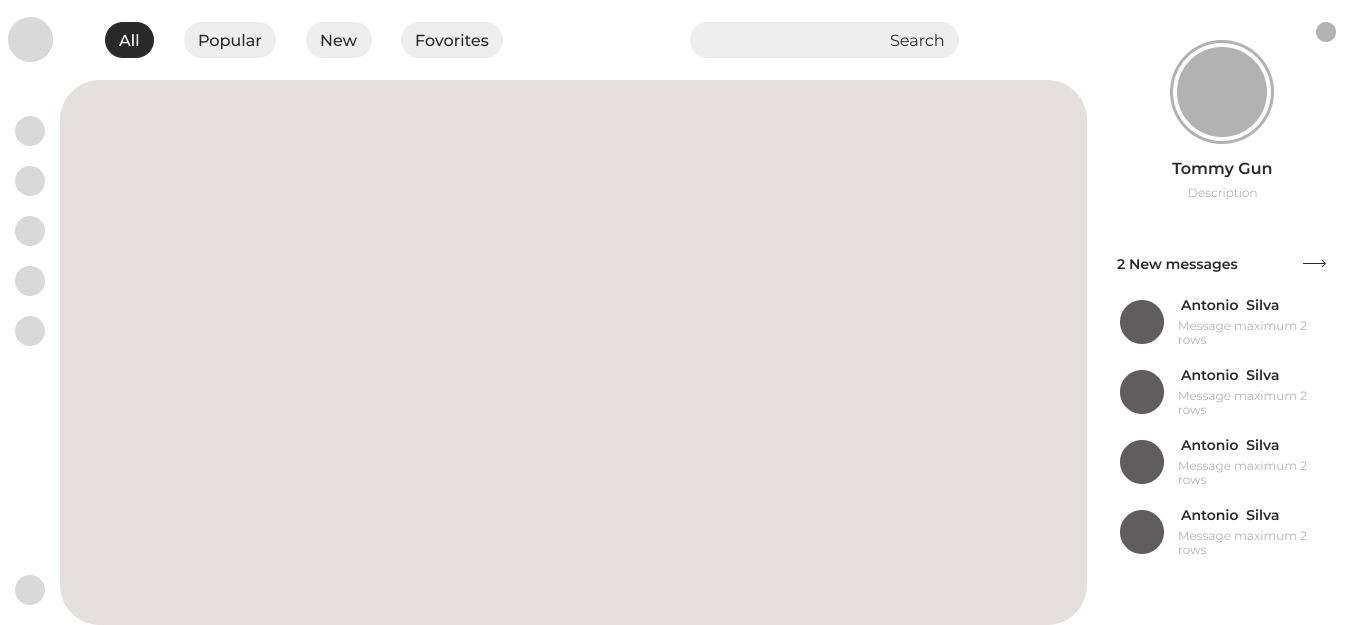 All
Popular
New
Fovorites
Search
Tommy Gun
Description
2 New messages
Antonio Silva
Message maximum 2
rows
Antonio Silva
Message maximum 2
rows
Antonio Silva
Message maximum 2
rows
Antonio Silva
Message maximum 2
rows